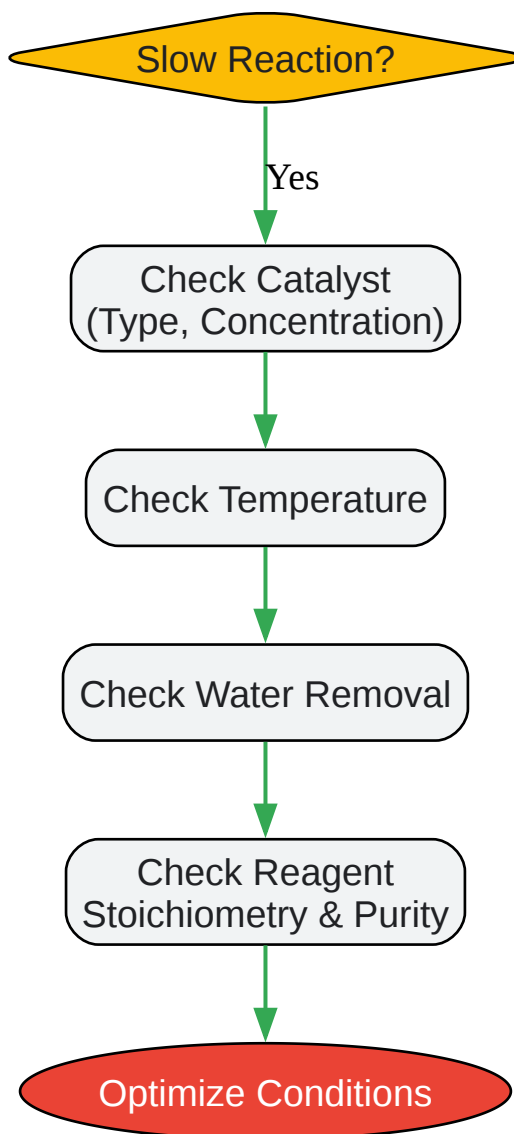 Slow Reaction?
Yes
Check Catalyst
(Type, Concentration)
Check Temperature
Check Water Removal
Check Reagent
Stoichiometry & Purity
Optimize Conditions